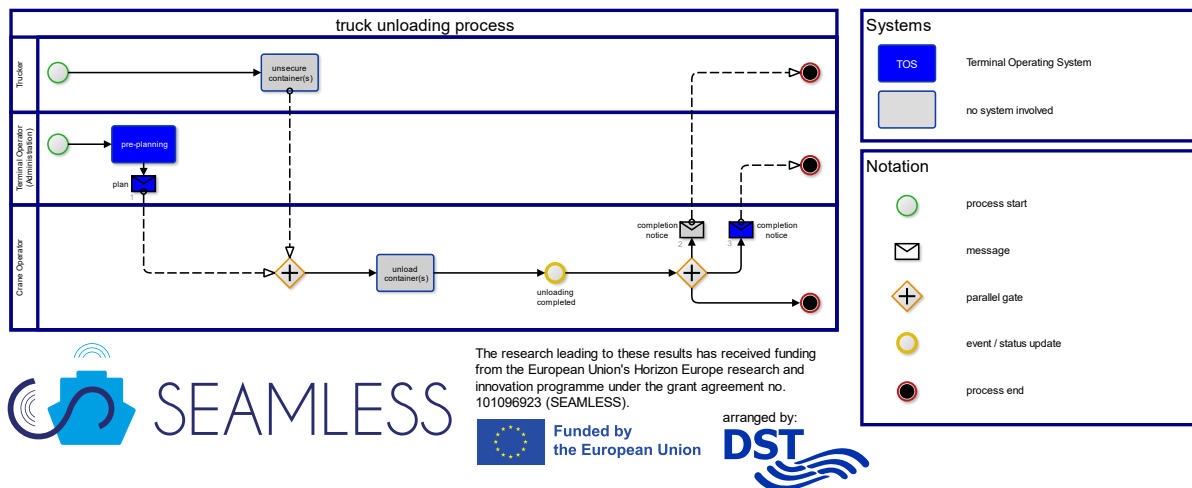 truck unloading process
Trucker
unsecure
container(s)
Terminal Operator
(Administration)
pre-planning
plan
1
Crane Operator
unload
container(s)
unloading
completed
completion
notice
2
completion
notice
3
Systems
TOS
Terminal Operating System
no system involved
Notation
process start
message
parallel gate
event / status update
process end
SEAMLESS
The research leading to these results has received funding
from the European Union's Horizon Europe research and
innovation programme under the grant agreement no.
101096923 (SEAMLESS).
Funded by
the European Union
arranged by:
DST